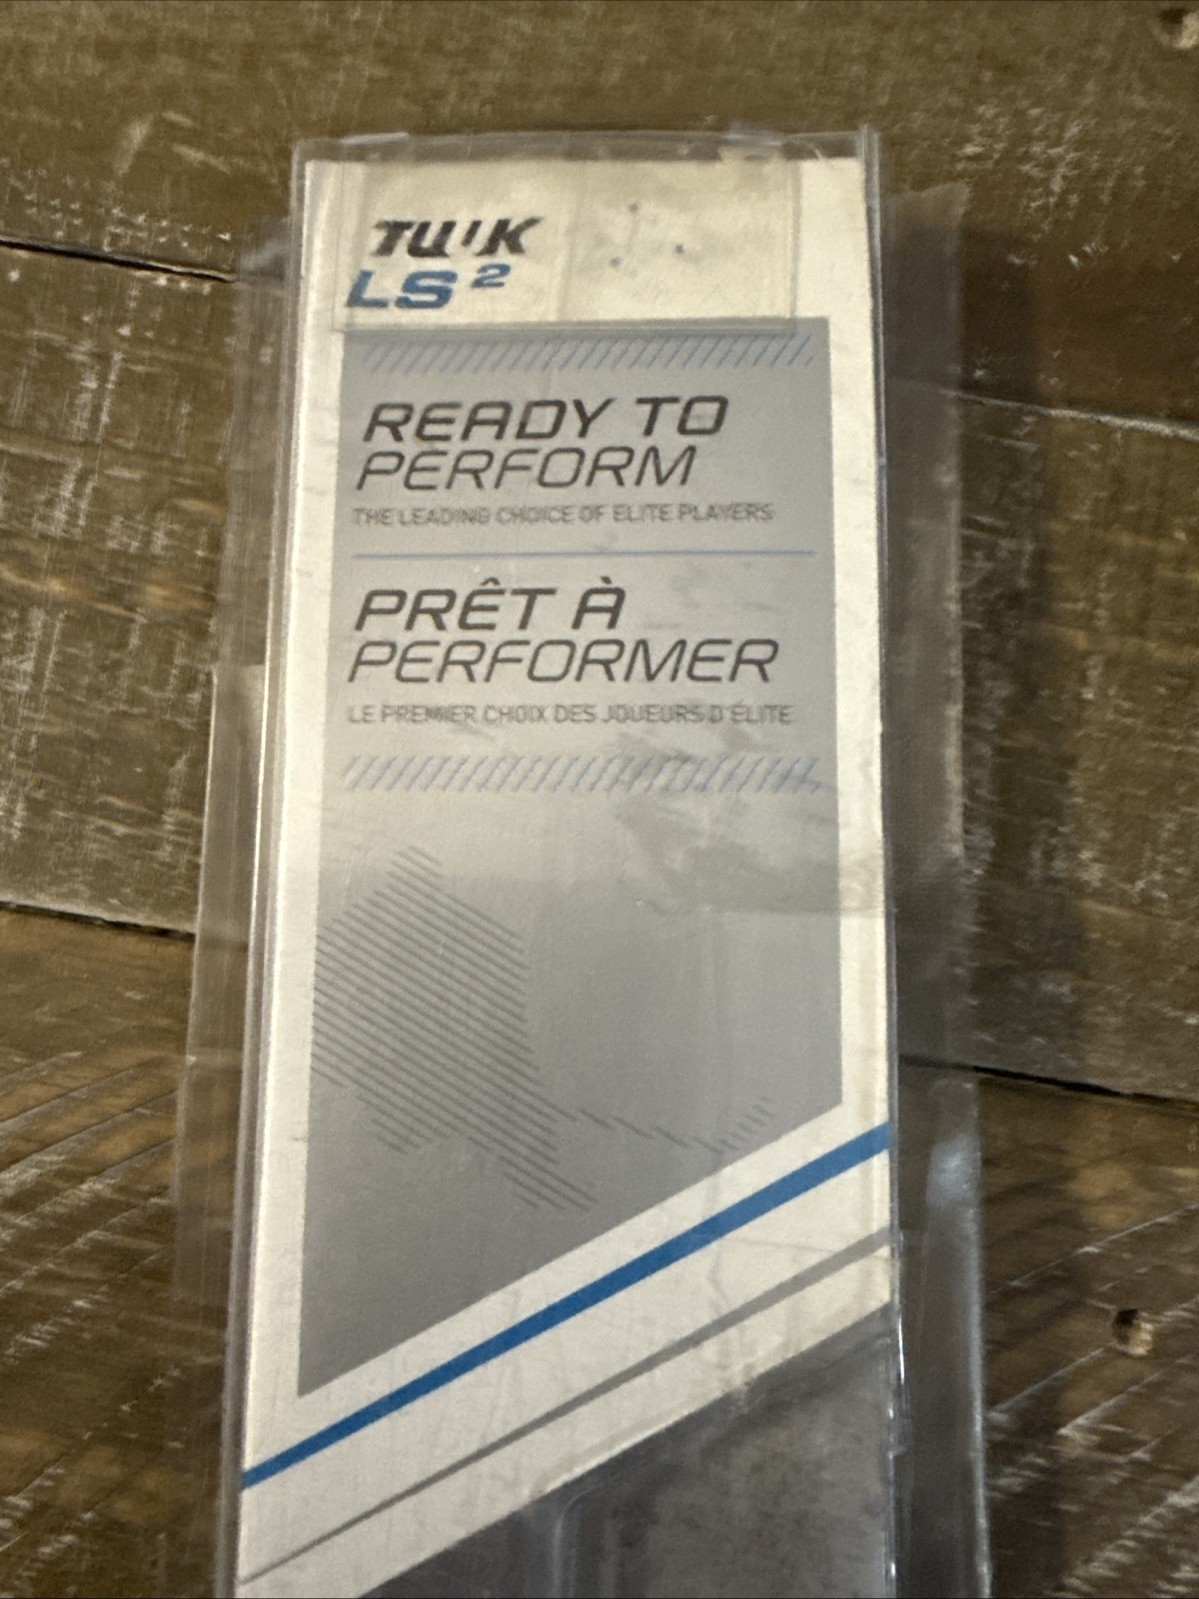 TUUK
LS²
READY TO
PERFORM
THE LEADING CHOICE OF ELITE PLAYERS
PRÊT À
PERFORMER
LE PREMIER CHOIX DES JOUEURS D'ÉLITE